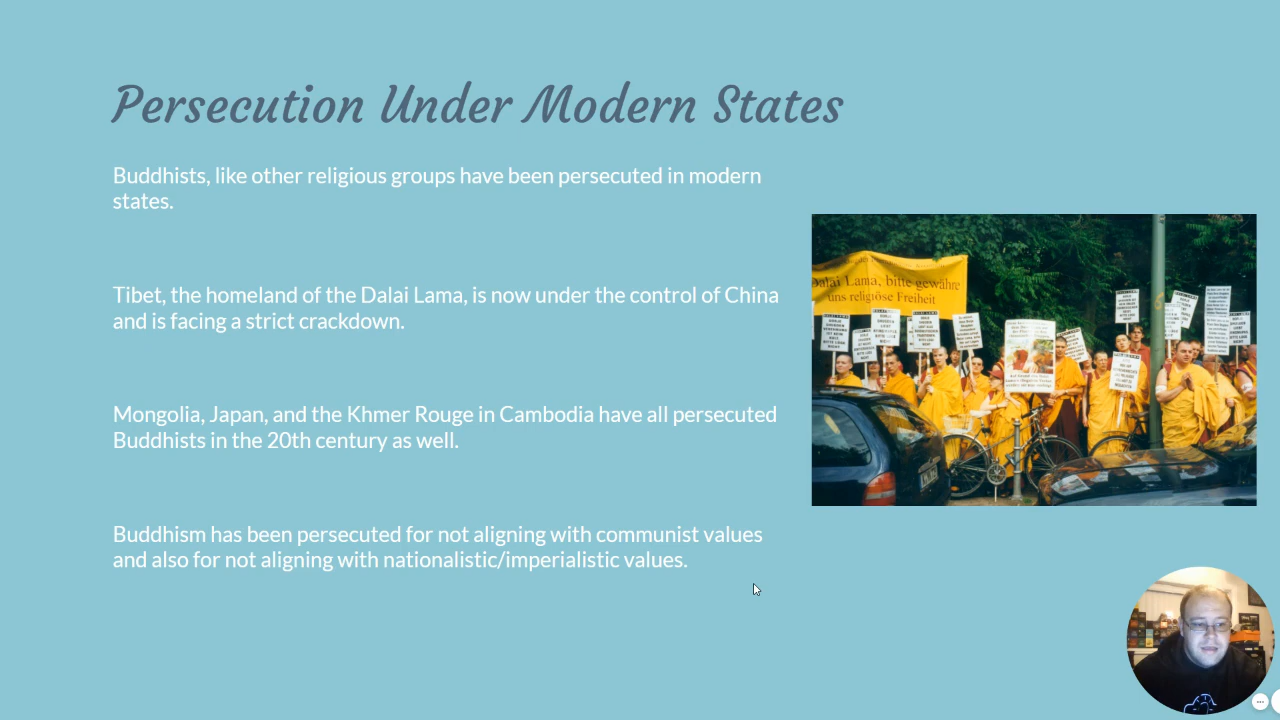 Persecution Under Modern States
Buddhists, like other religious groups have been persecuted in modern
states.
Tibet, the homeland of the Dalai Lama, is now under the control of China
and is facing a strict crackdown.
Mongolia, Japan, and the Khmer Rouge in Cambodia have all persecuted
Buddhists in the 20th century as well.
Buddhism has been persecuted for not aligning with communist values
and also for not aligning with nationalistic/imperialistic values.
Dalai Lama, bitte gewähre
uns religiöse Freiheit